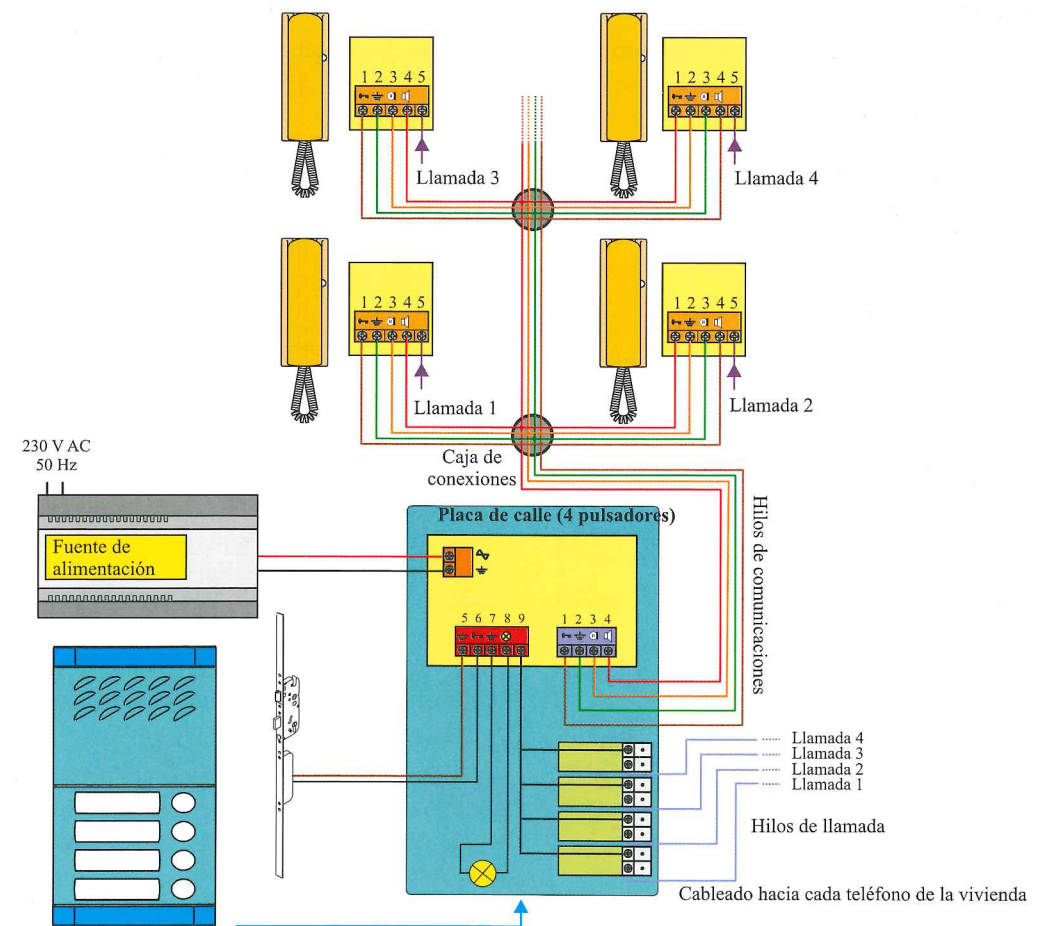 1 2 3 4 5
Llamada 3
1 2 3 4 5
Llamada 4
1 2 3 4 5
Llamada 1
1 2 3 4 5
Llamada 2
Caja de
conexiones
230 V AC
50 Hz
Fuente de
alimentación
Placa de calle (4 pulsadores)
5 6 7 8 9
1 2 3 4
Hilos de comunicaciones
Llamada 4
Llamada 3
Llamada 2
Llamada 1
Hilos de llamada
Cableado hacia cada teléfono de la vivienda